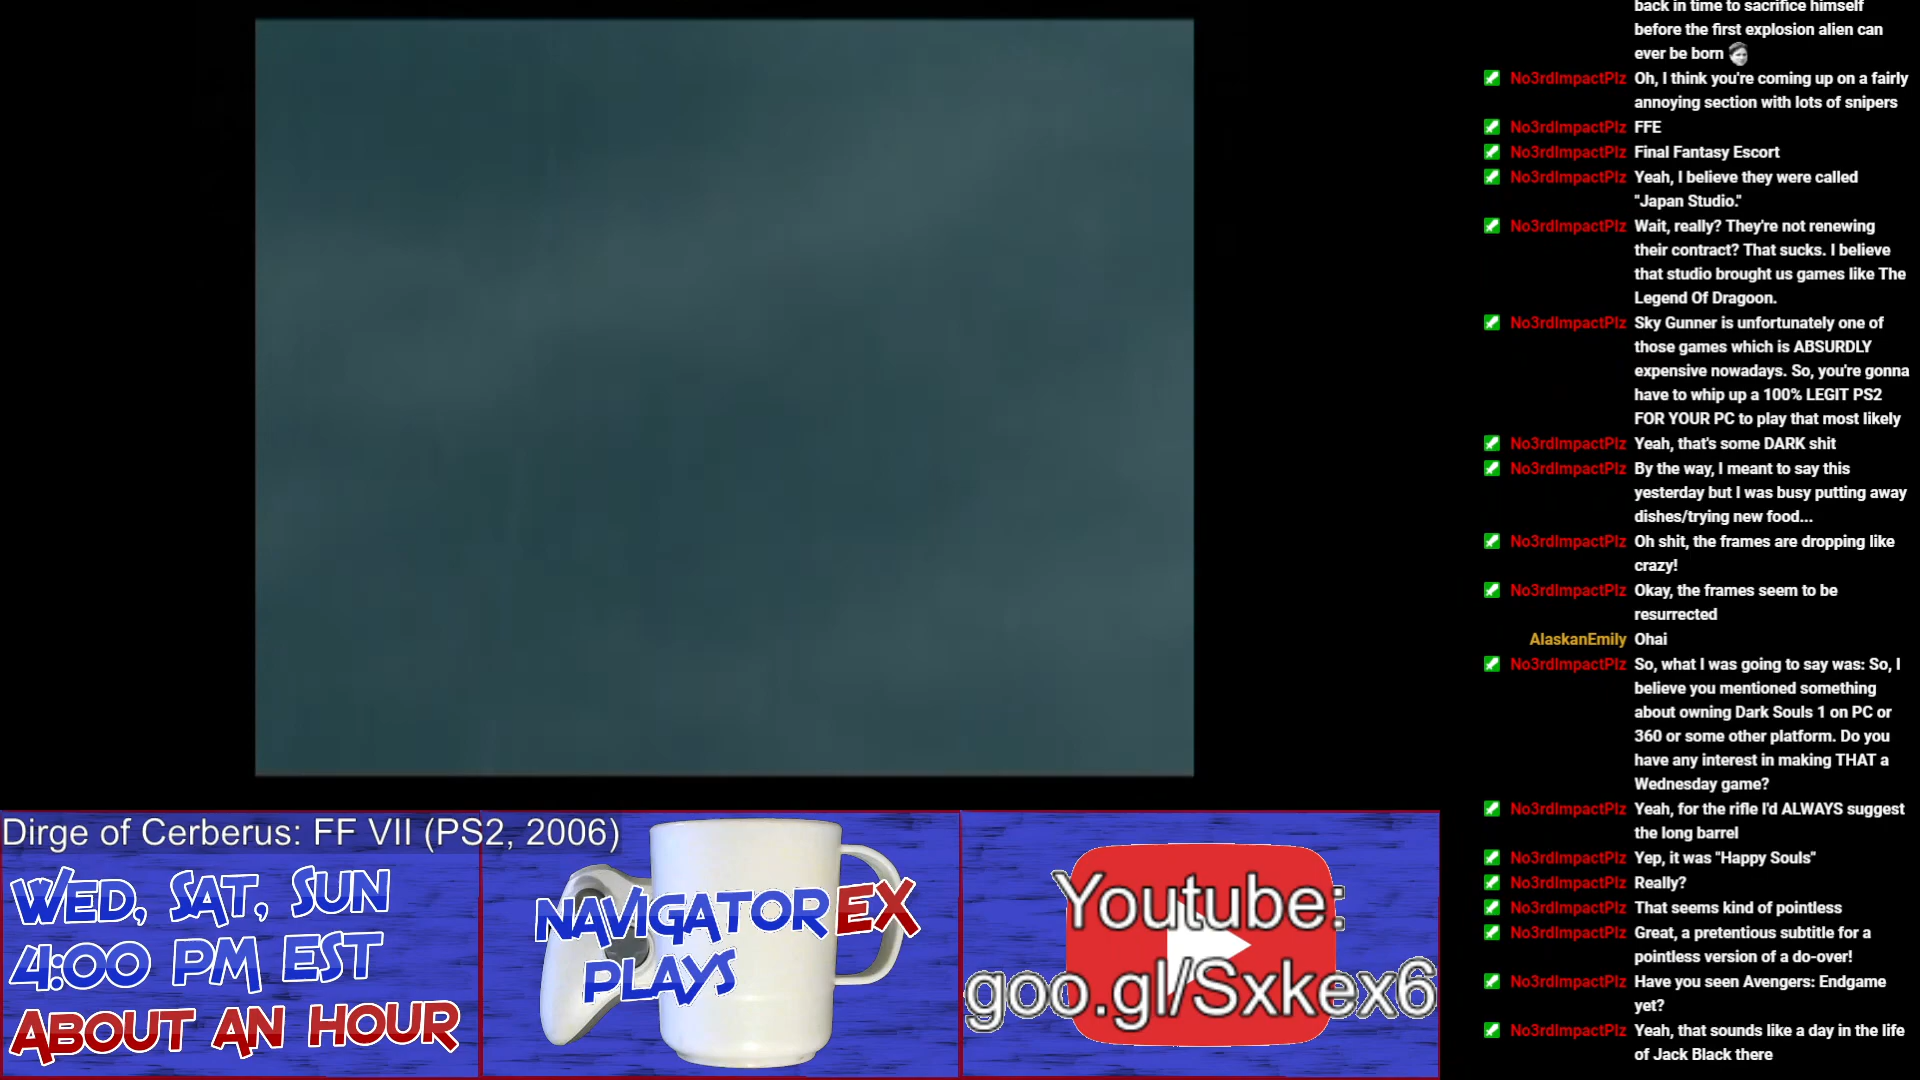 back in time to sacrifice himself
before the first explosion alien can
ever be born
No3rdImpactPlz Oh, I think you're coming up on a fairly
annoying section with lots of snipers
No3rdImpactPlz FFE
No3rdImpactPlz Final Fantasy Escort
No3rdImpactPlz Yeah, I believe they were called
"Japan Studio."
No3rdImpactPlz Wait, really? They're not renewing
their contract? That sucks. I believe
that studio brought us games like The
Legend Of Dragoon.
No3rdImpactPlz Sky Gunner is unfortunately one of
those games which is ABSURDLY
expensive nowadays. So, you're gonna
have to whip up a 100% LEGIT PS2
FOR YOUR PC to play that most likely
No3rdImpactPlz Yeah, that's some DARK shit
No3rdImpactPlz By the way, I meant to say this
yesterday but I was busy putting away
dishes/trying new food...
No3rdImpactPlz Oh shit, the frames are dropping like
crazy!
No3rdImpactPlz Okay, the frames seem to be
resurrected
AlaskanEmily Ohai
No3rdImpactPlz So, what I was going to say was: So, I
believe you mentioned something
about owning Dark Souls 1 on PC or
360 or some other platform. Do you
have any interest in making THAT a
Wednesday game?
No3rdImpactPlz Yeah, for the rifle I'd ALWAYS suggest
the long barrel
No3rdImpactPlz Yep, it was "Happy Souls"
No3rdImpactPlz Really?
No3rdImpactPlz That seems kind of pointless
No3rdImpactPlz Great, a pretentious subtitle for a
pointless version of a do-over!
No3rdImpactPlz Have you seen Avengers: Endgame
yet?
No3rdImpactPlz Yeah, that sounds like a day in the life
of Jack Black there
Dirge of Cerberus: FF VII (PS2, 2006)
WED, SAT, SUN
4:00 PM EST
ABOUT AN HOUR
NAVIGATOR EX
PLAYS
Youtube:
goo.gl/Sxkex6